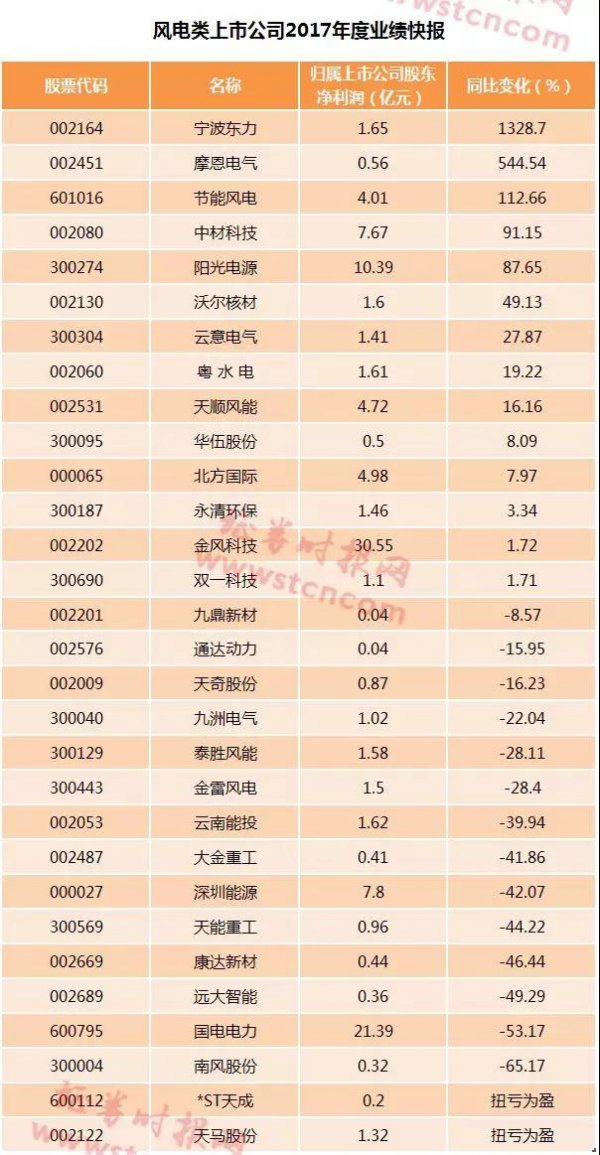 风电类上市公司2017年度业绩快报
www.stcn.com
股票代码 名称 归属上市公司股东净利润（亿元） 同比变化（%）
002164 宁波东力 1.65 1328.7
002451 摩恩电气 0.56 544.54
601016 节能风电 4.01 112.66
002080 中材科技 7.67 91.15
300274 阳光电源 10.39 87.65
002130 沃尔核材 1.6 49.13
300304 云意电气 1.41 27.87
002060 粤 水 电 1.61 19.22
002531 天顺风能 4.72 16.16
300095 华伍股份 0.5 8.09
000065 北方国际 4.98 7.97
300187 永清环保 1.46 3.34
002202 金风科技 30.55 1.72
300690 双一科技 1.1 1.71
证券时报网
www.stcn.com
002201 九鼎新材 0.04 -8.57
002576 通达动力 0.04 -15.95
002009 天奇股份 0.87 -16.23
300040 九洲电气 1.02 -22.04
300129 泰胜风能 1.58 -28.11
300443 金雷风电 1.5 -28.4
002053 云南能投 1.62 -39.94
002487 大金重工 0.41 -41.86
000027 深圳能源 7.8 -42.07
300569 天能重工 0.96 -44.22
002669 康达新材 0.44 -46.44
002689 远大智能 0.36 -49.29
600795 国电电力 21.39 -53.17
300004 南风股份 0.32 -65.17
600112 *ST天成 0.2 扭亏为盈
002122 天马股份 1.32 扭亏为盈
证券时报网
www.stcn.com